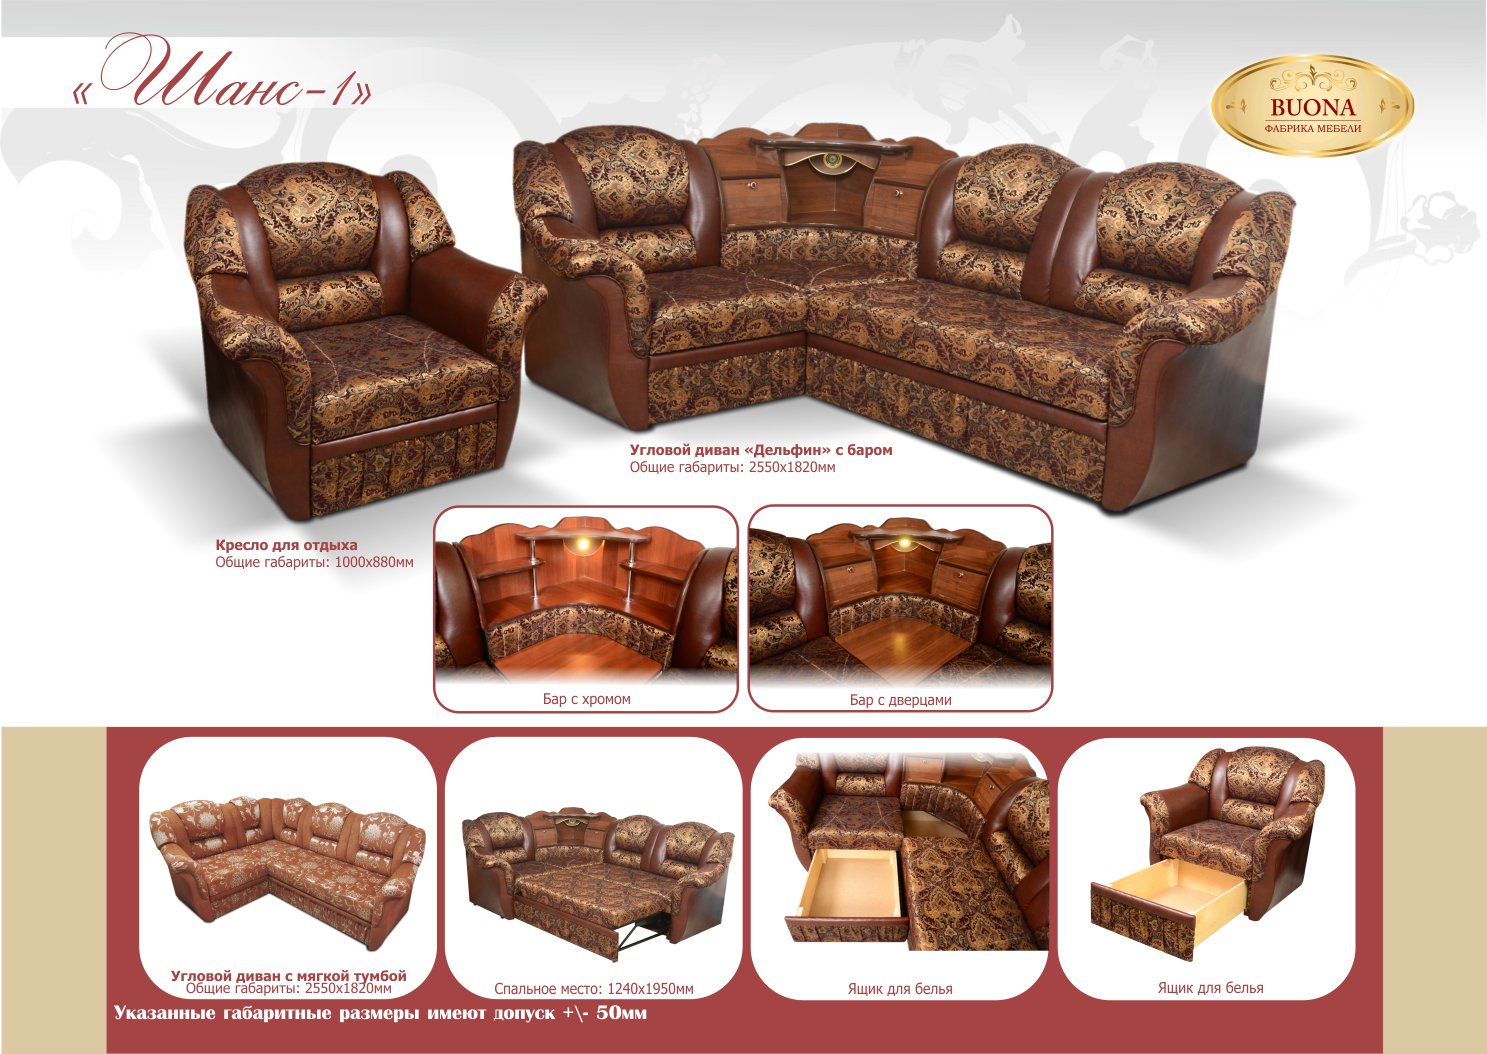 «Шанс-1»
BUONA
ФАБРИКА МЕБЕЛИ
Угловой диван «Дельфин» с баром
Общие габариты: 2550х1820мм
Кресло для отдыха
Общие габариты: 1000х880мм
Бар с хромом
Бар с дверцами
Угловой диван с мягкой тумбой
Общие габариты: 2550х1820мм
Спальное место: 1240х1950мм
Ящик для белья
Ящик для белья
Указанные габаритные размеры имеют допуск +\- 50мм